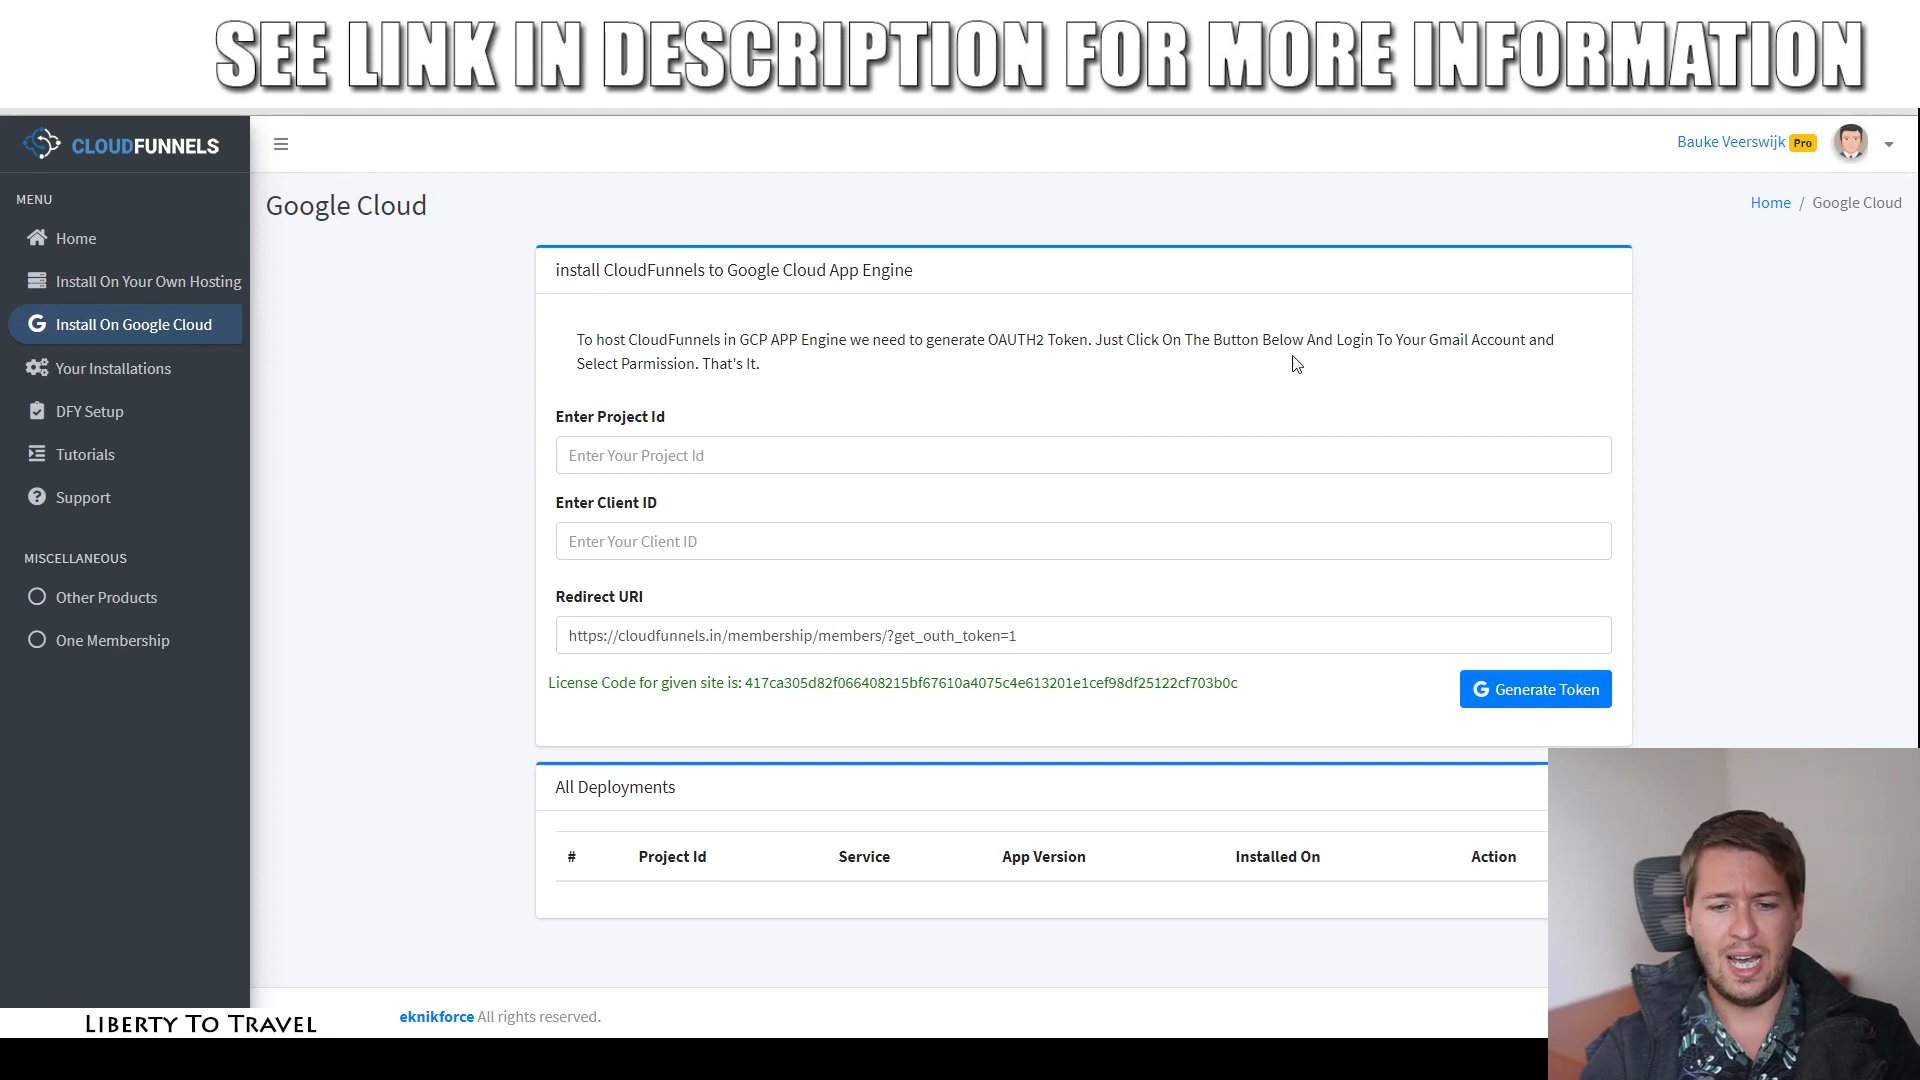 SEE LINK IN DESCRIPTION FOR MORE INFORMATION
CLOUDFUNNELS
Bauke Veerswijk Pro
MENU
Home
Install On Your Own Hosting
Install On Google Cloud
Your Installations
DFY Setup
Tutorials
Support
MISCELLANEOUS
Other Products
One Membership
Google Cloud
Home / Google Cloud
install CloudFunnels to Google Cloud App Engine
To host CloudFunnels in GCP APP Engine we need to generate OAUTH2 Token. Just Click On The Button Below And Login To Your Gmail Account and
Select Parmission. That's It.
Enter Project Id
Enter Your Project Id
Enter Client ID
Enter Your Client ID
Redirect URI
https://cloudfunnels.in/membership/members/?get_outh_token=1
License Code for given site is: 417ca305d82f066408215bf67610a4075c4e613201e1cef98df25122cf703b0c
Generate Token
All Deployments
# Project Id Service App Version Installed On Action
LIBERTY TO TRAVEL
eknikforce All rights reserved.